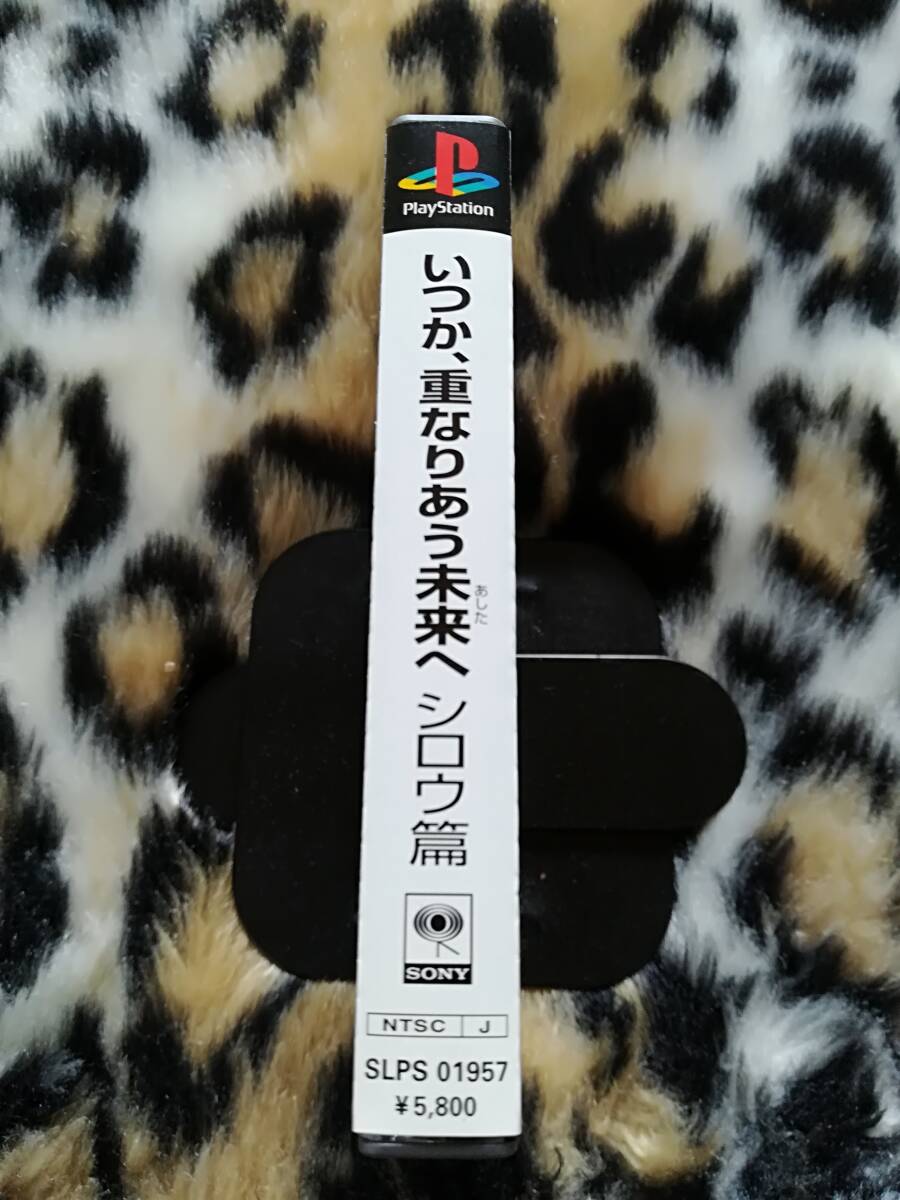 PlayStation
いつか、重なりあう未来へ シロウ篇
あした
SONY
NTSC J
SLPS 01957
¥5,800